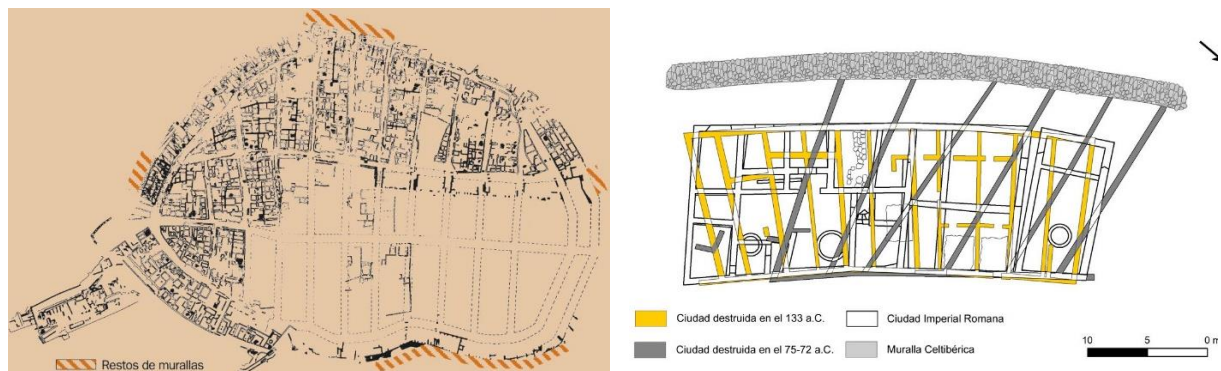 Restos de murallas
Ciudad destruida en el 133 a.C.
Ciudad Imperial Romana
Ciudad destruida en el 75-72 a.C.
Muralla Celtibérica
10 5 0 m